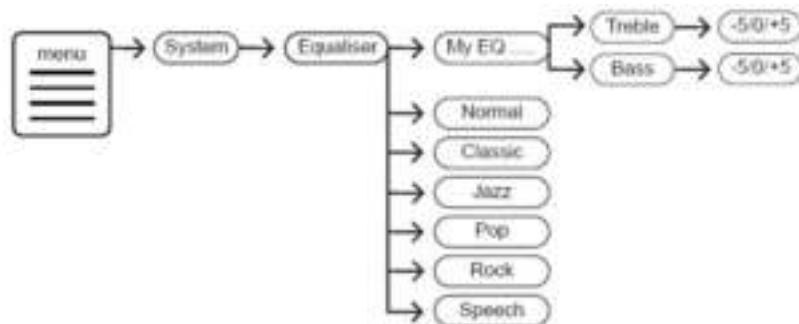 menu
System
Equaliser
My EQ .....
Treble
-5/0/+5
Bass
-5/0/+5
Normal
Classic
Jazz
Pop
Rock
Speech